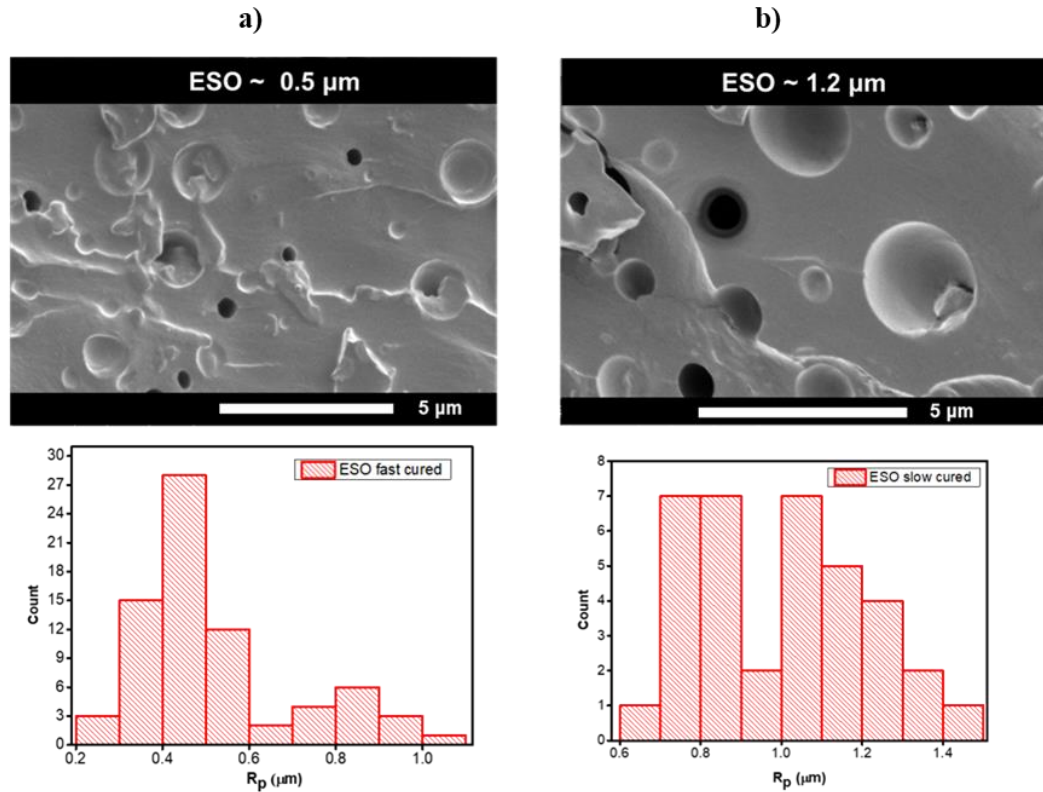 a)
b)
ESO ~ 0.5 µm
ESO ~ 1.2 µm
5 µm
5 µm
30
27
24
21
18
15
12
9
6
3
0
Count
ESO fast cured
0.2 0.4 0.6 0.8 1.0
Rp (µm)
8
7
6
5
4
3
2
1
0
Count
ESO slow cured
0.6 0.8 1.0 1.2 1.4
Rp (µm)